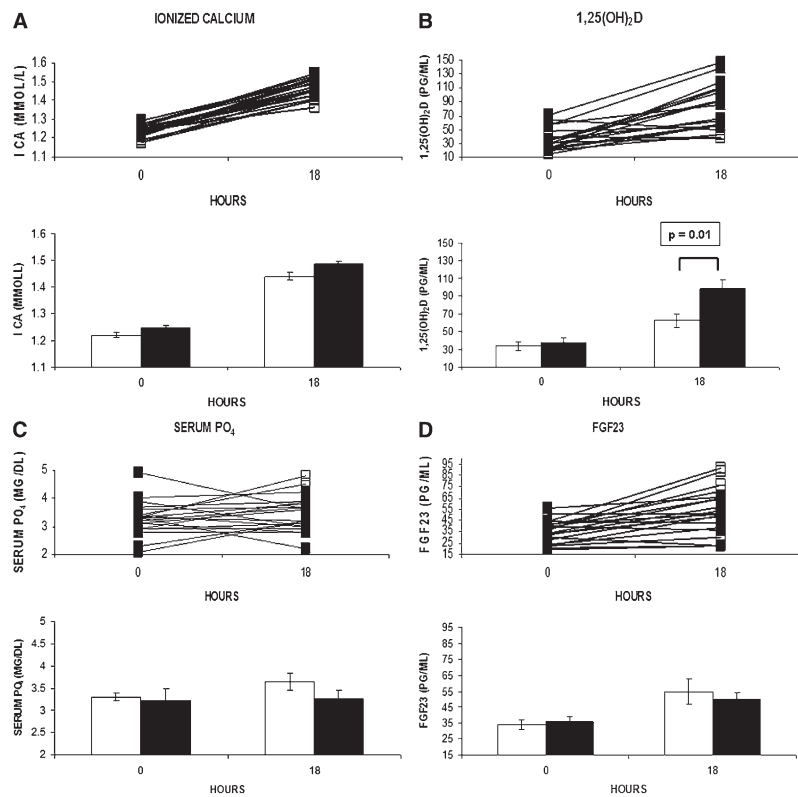 A
IONIZED CALCIUM
I CA (MMOL/L)
1.6
1.5
1.4
1.3
1.2
1.1
0
18
HOURS
I CA (MMOLL)
1.6
1.5
1.4
1.3
1.2
1.1
0
18
HOURS
B
1,25(OH)₂D
1,25(OH)₂D (PG/ML)
150
130
110
90
70
50
30
10
0
18
HOURS
p = 0.01
1,25(OH)₂D (PG/ML)
150
130
110
90
70
50
30
10
0
18
HOURS
C
SERUM PO₄
SERUM PO₄ (MG/DL)
5
4
3
2
0
18
HOURS
SERUM PO₄ (MG/DL)
5
4.5
4
3.5
3
2.5
2
0
18
HOURS
D
FGF23
FGF23 (PG/ML)
95
85
75
65
55
45
35
25
15
0
18
HOURS
FGF23 (PG/ML)
95
75
55
35
15
0
18
HOURS